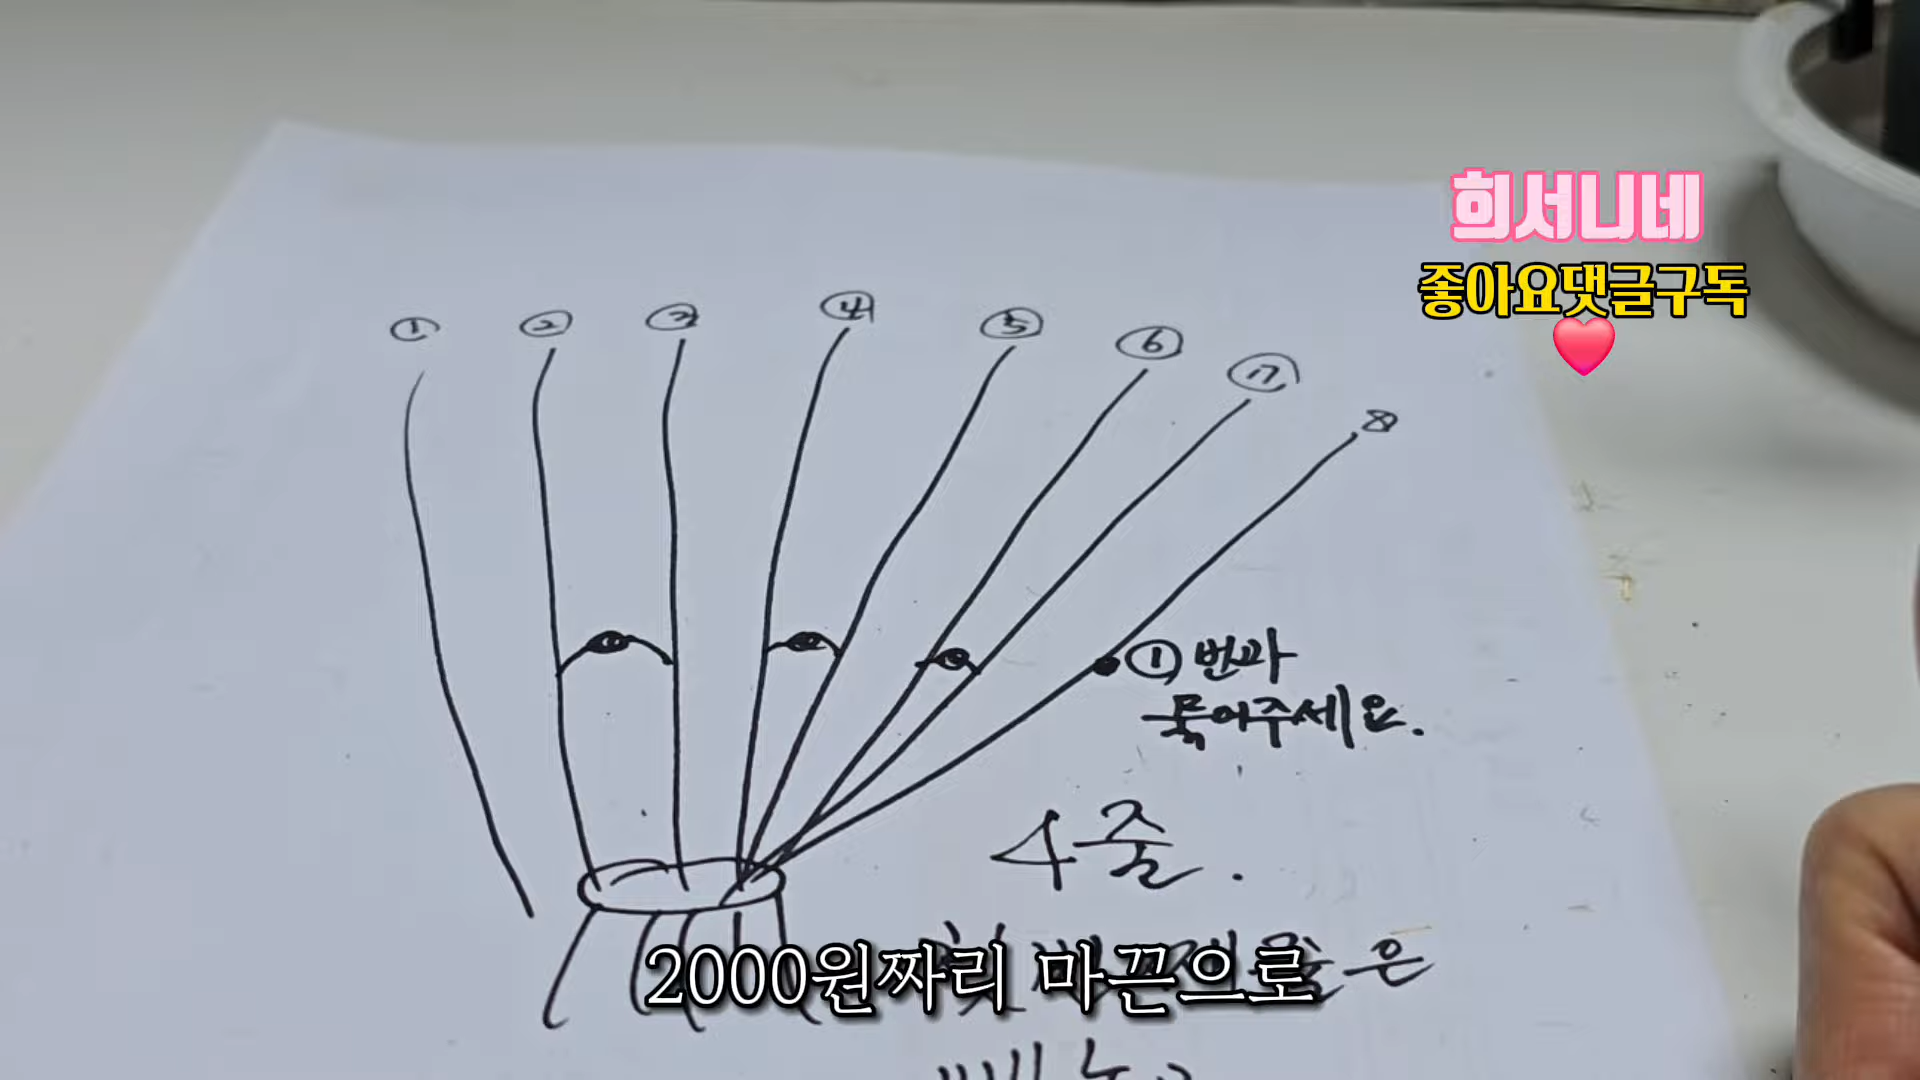 희서니네
좋아요댓글구독
① ② ③ ④ ⑤ ⑥ ⑦ 8
①번과
묶어주세요.
4줄.
은
2000원짜리 마끈으로